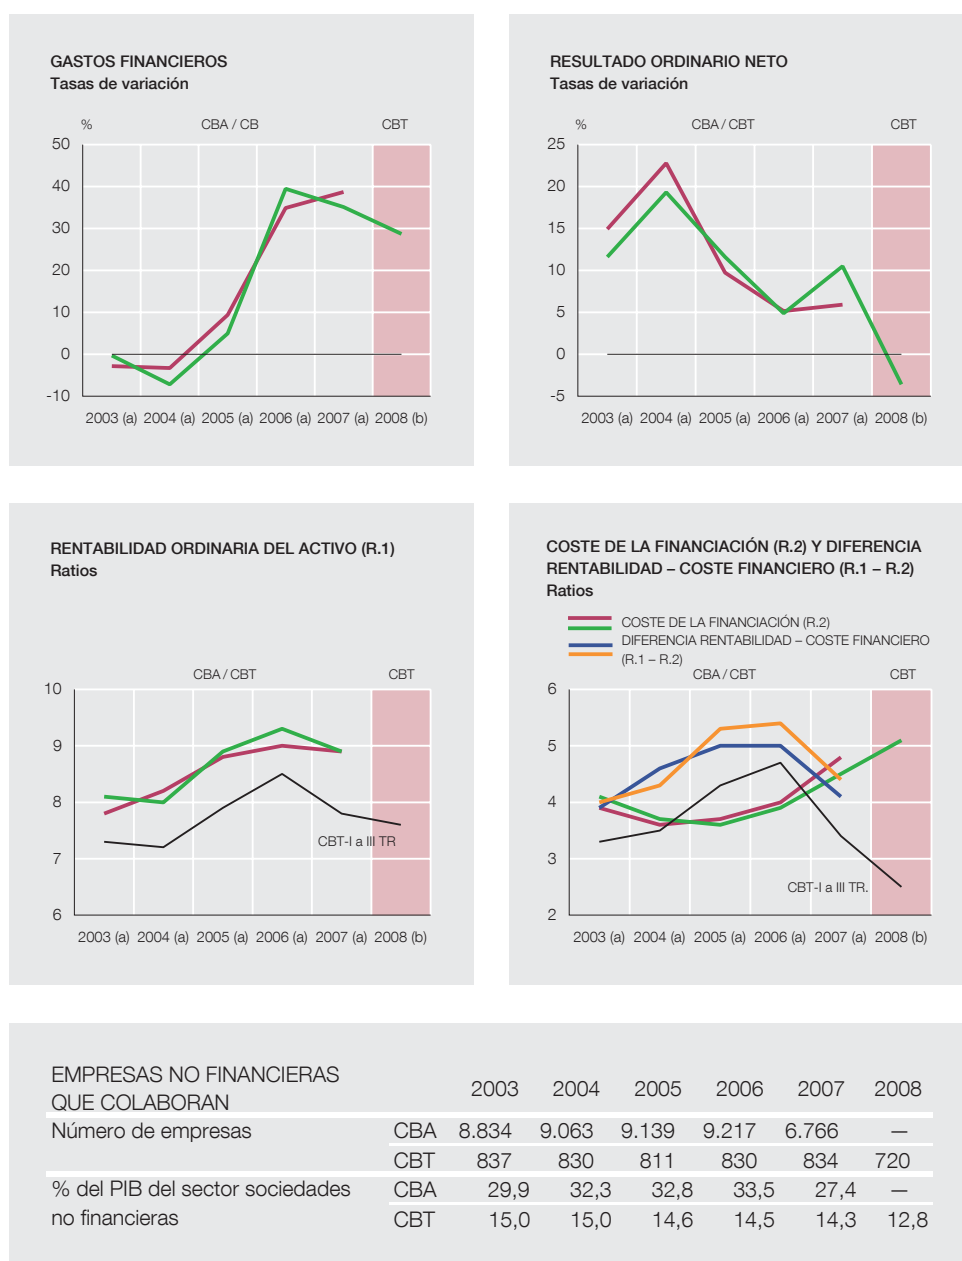 GASTOS FINANCIEROS
Tasas de variación
% CBA / CB CBT
50
40
30
20
10
0
-10
2003 (a) 2004 (a) 2005 (a) 2006 (a) 2007 (a) 2008 (b)
RESULTADO ORDINARIO NETO
Tasas de variación
% CBA / CBT CBT
25
20
15
10
5
0
-5
2003 (a) 2004 (a) 2005 (a) 2006 (a) 2007 (a) 2008 (b)
RENTABILIDAD ORDINARIA DEL ACTIVO (R.1)
Ratios
CBA / CBT CBT
10
9
8
7
6
CBT-I a III TR
2003 (a) 2004 (a) 2005 (a) 2006 (a) 2007 (a) 2008 (b)
COSTE DE LA FINANCIACIÓN (R.2) Y DIFERENCIA
RENTABILIDAD – COSTE FINANCIERO (R.1 – R.2)
Ratios
COSTE DE LA FINANCIACIÓN (R.2)
DIFERENCIA RENTABILIDAD – COSTE FINANCIERO
(R.1 – R.2)
CBA / CBT CBT
6
5
4
3
2
CBT-I a III TR.
2003 (a) 2004 (a) 2005 (a) 2006 (a) 2007 (a) 2008 (b)
EMPRESAS NO FINANCIERAS
QUE COLABORAN
2003 2004 2005 2006 2007 2008
Número de empresas CBA 8.834 9.063 9.139 9.217 6.766 —
CBT 837 830 811 830 834 720
% del PIB del sector sociedades CBA 29,9 32,3 32,8 33,5 27,4 —
no financieras CBT 15,0 15,0 14,6 14,5 14,3 12,8